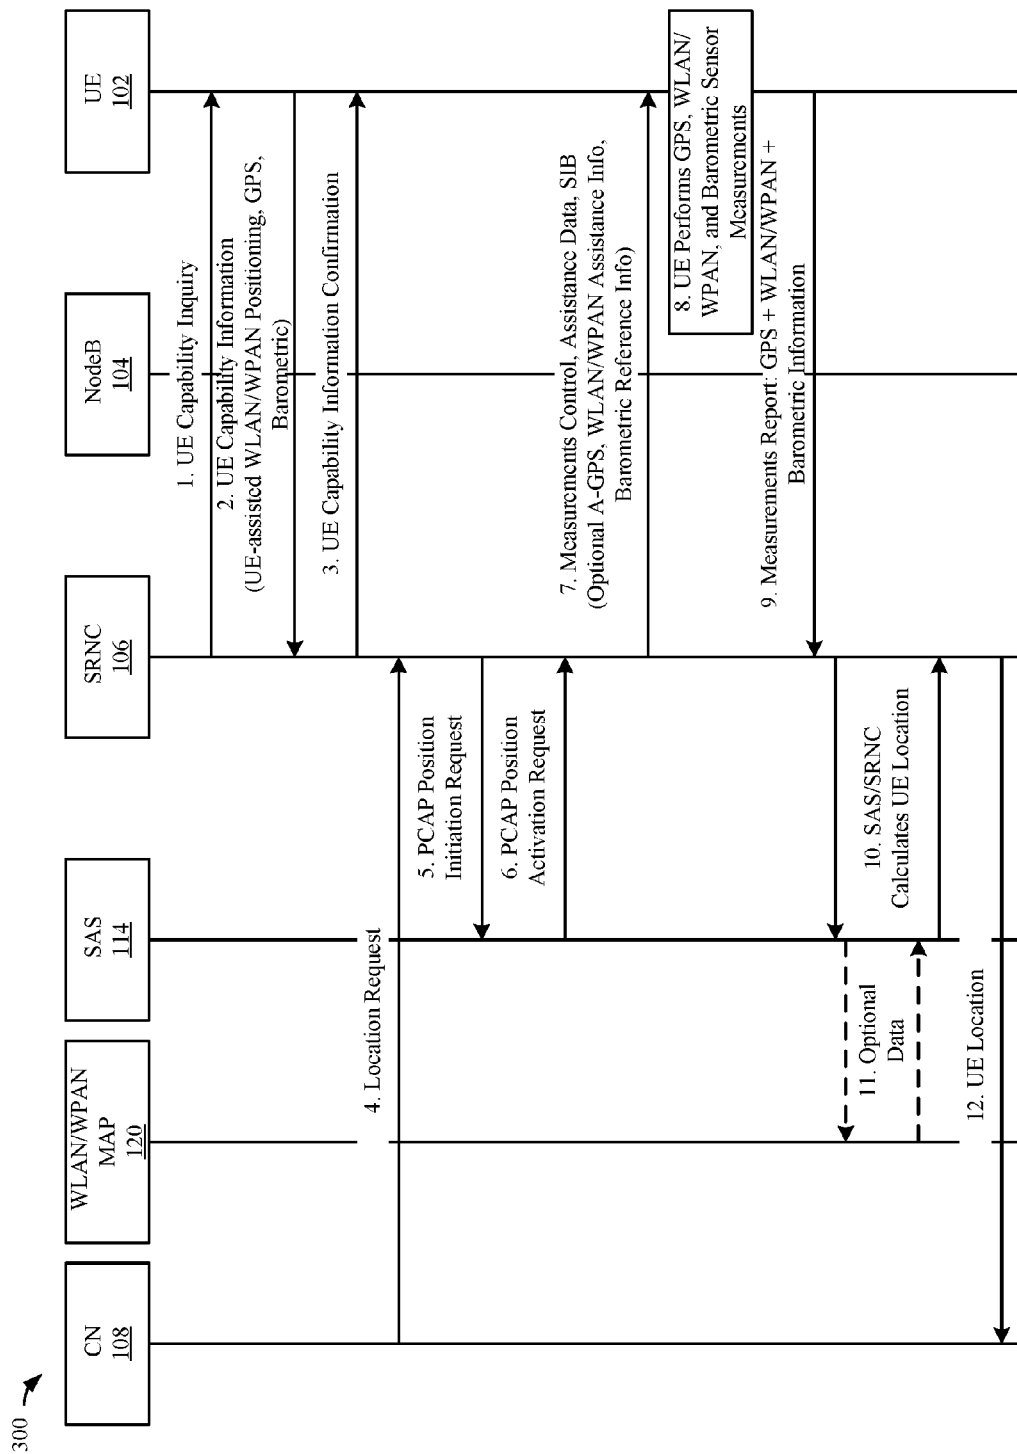 300
CN
108
WLAN/WPAN
MAP
120
SAS
114
SRNC
106
NodeB
104
UE
102
1. UE Capability Inquiry
2. UE Capability Information
(UE-assisted WLAN/WPAN Positioning, GPS,
Barometric)
3. UE Capability Information Confirmation
4. Location Request
5. PCAP Position
Initiation Request
6. PCAP Position
Activation Request
7. Measurements Control, Assistance Data, SIB
(Optional A-GPS, WLAN/WPAN Assistance Info,
Barometric Reference Info)
8. UE Performs GPS, WLAN/
WPAN, and Barometric Sensor
Measurements
9. Measurements Report: GPS + WLAN/WPAN +
Barometric Information
10. SAS/SRNC
Calculates UE Location
11. Optional
Data
12. UE Location